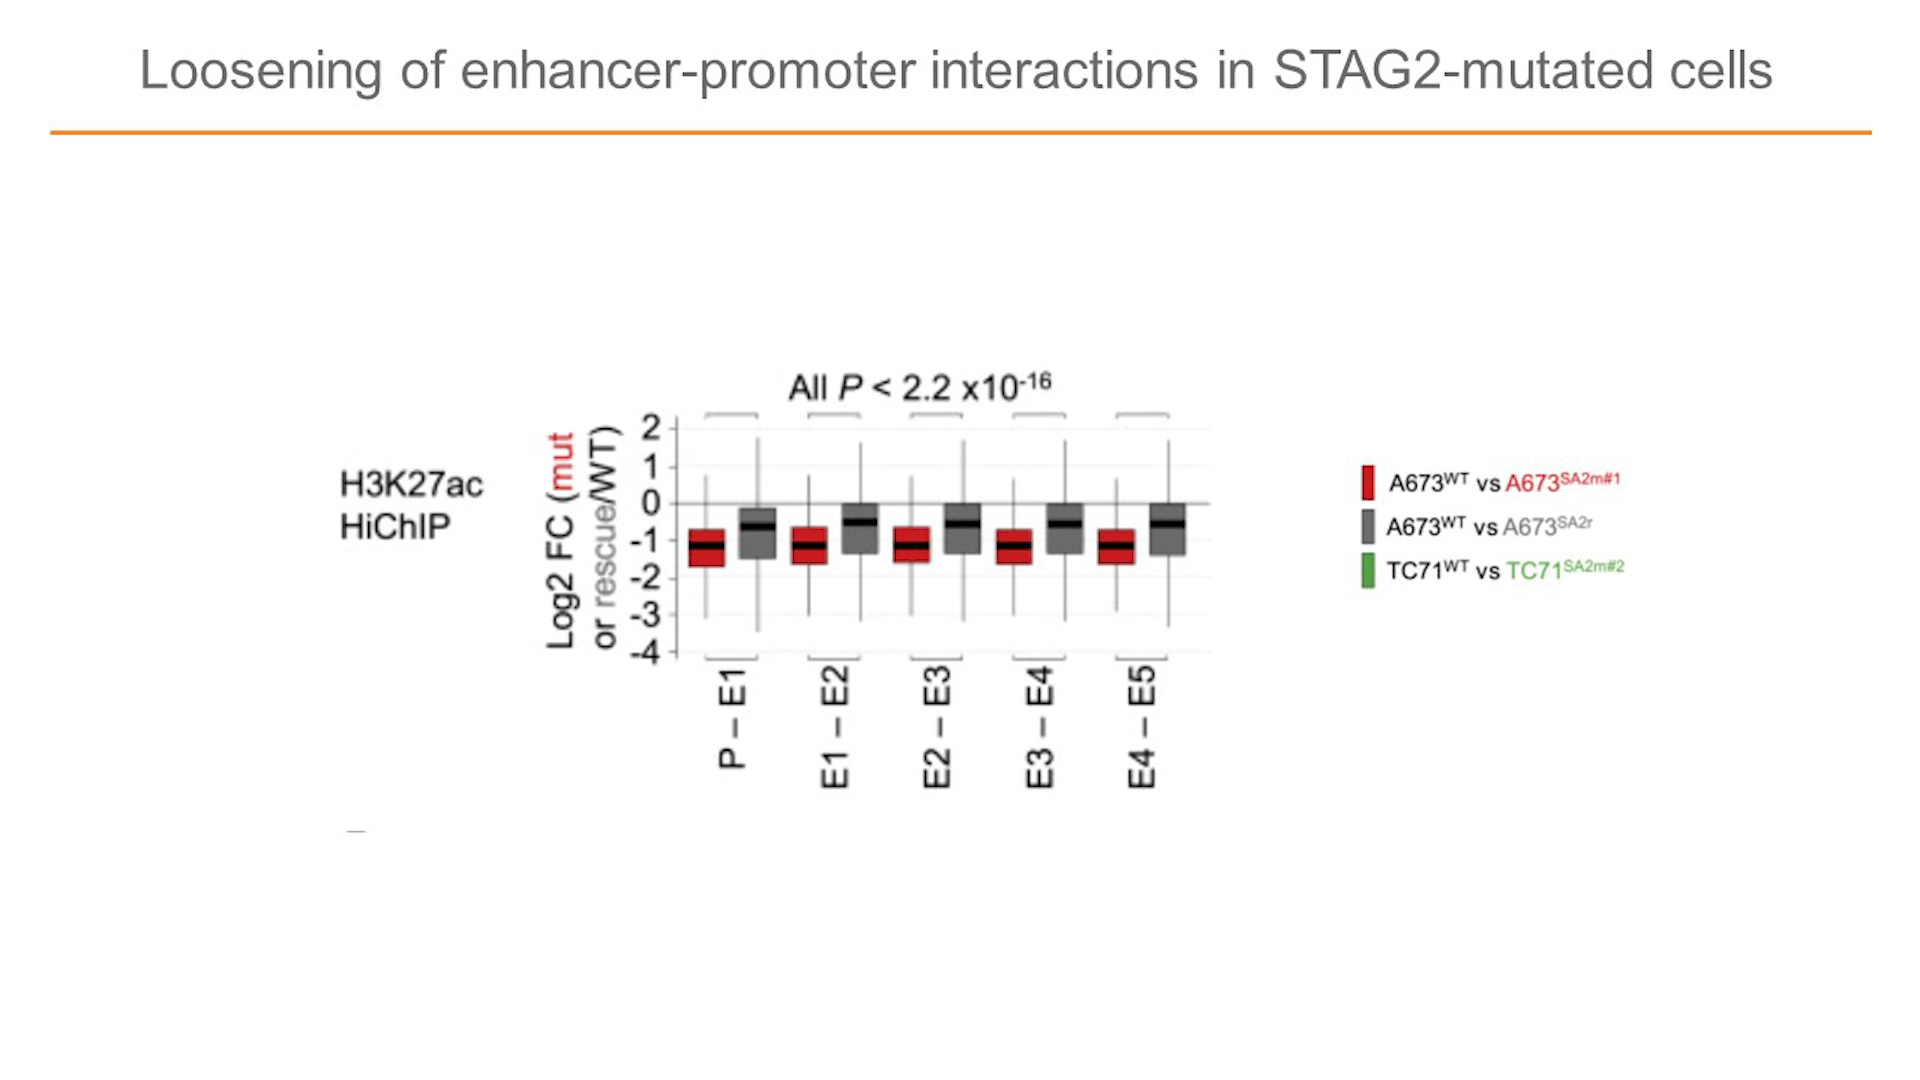 Loosening of enhancer-promoter interactions in STAG2-mutated cells
All P < 2.2 x10⁻¹⁶
H3K27ac
HiChIP
Log2 FC (mut
or rescue/WT)
2
1
0
-1
-2
-3
-4
P – E1
E1 – E2
E2 – E3
E3 – E4
E4 – E5
A673ᵂᵀ vs A673ˢᴬ²ᵐ#¹
A673ᵂᵀ vs A673ˢᴬ²ʳ
TC71ᵂᵀ vs TC71ˢᴬ²ᵐ#²